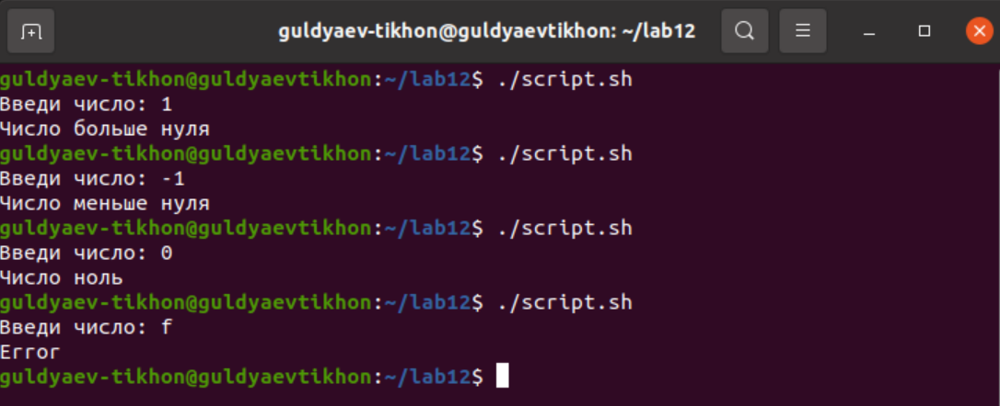 guldyaev-tikhon@guldyaevtikhon: ~/lab12
guldyaev-tikhon@guldyaevtikhon:~/lab12$ ./script.sh
Введи число: 1
Число больше нуля
guldyaev-tikhon@guldyaevtikhon:~/lab12$ ./script.sh
Введи число: -1
Число меньше нуля
guldyaev-tikhon@guldyaevtikhon:~/lab12$ ./script.sh
Введи число: 0
Число ноль
guldyaev-tikhon@guldyaevtikhon:~/lab12$ ./script.sh
Введи число: f
Error
guldyaev-tikhon@guldyaevtikhon:~/lab12$